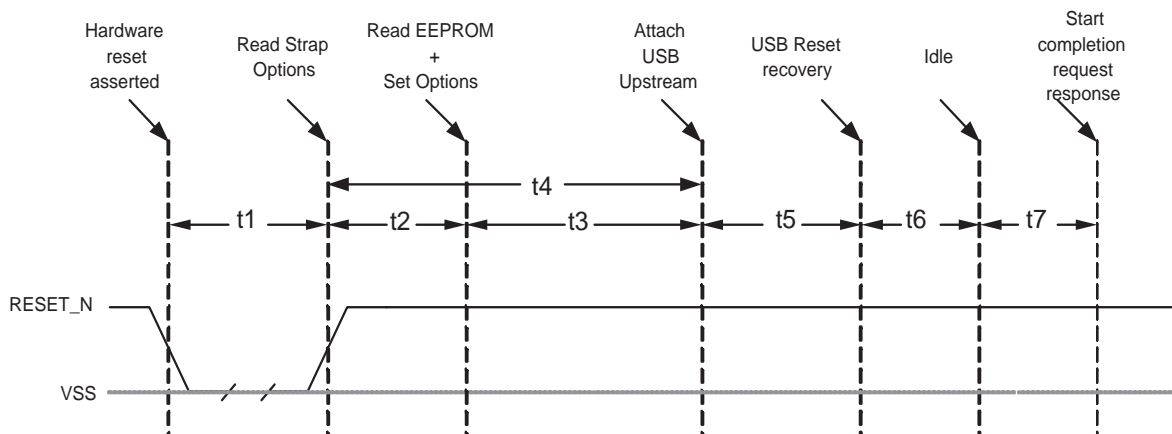 Hardware
reset
asserted
Read Strap
Options
Read EEPROM
+
Set Options
Attach
USB
Upstream
USB Reset
recovery
Idle
Start
completion
request
response
t4
t1
t2
t3
t5
t6
t7
RESET_N
VSS